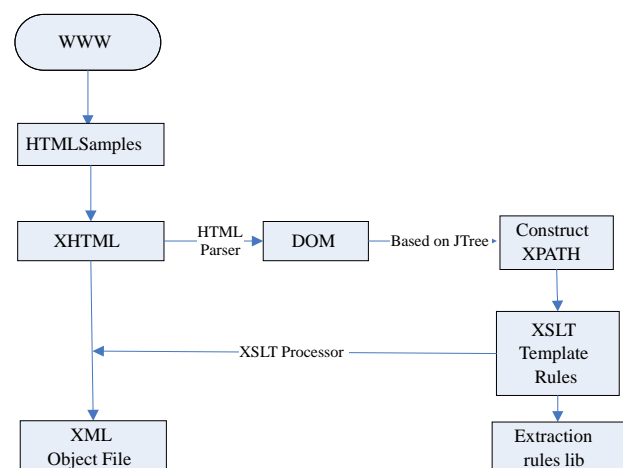 WWW
HTMLSamples
XHTML
HTML
Parser
DOM
Based on JTree
Construct
XPATH
XSLT
Template
Rules
XSLT Processor
XML
Object File
Extraction
rules lib